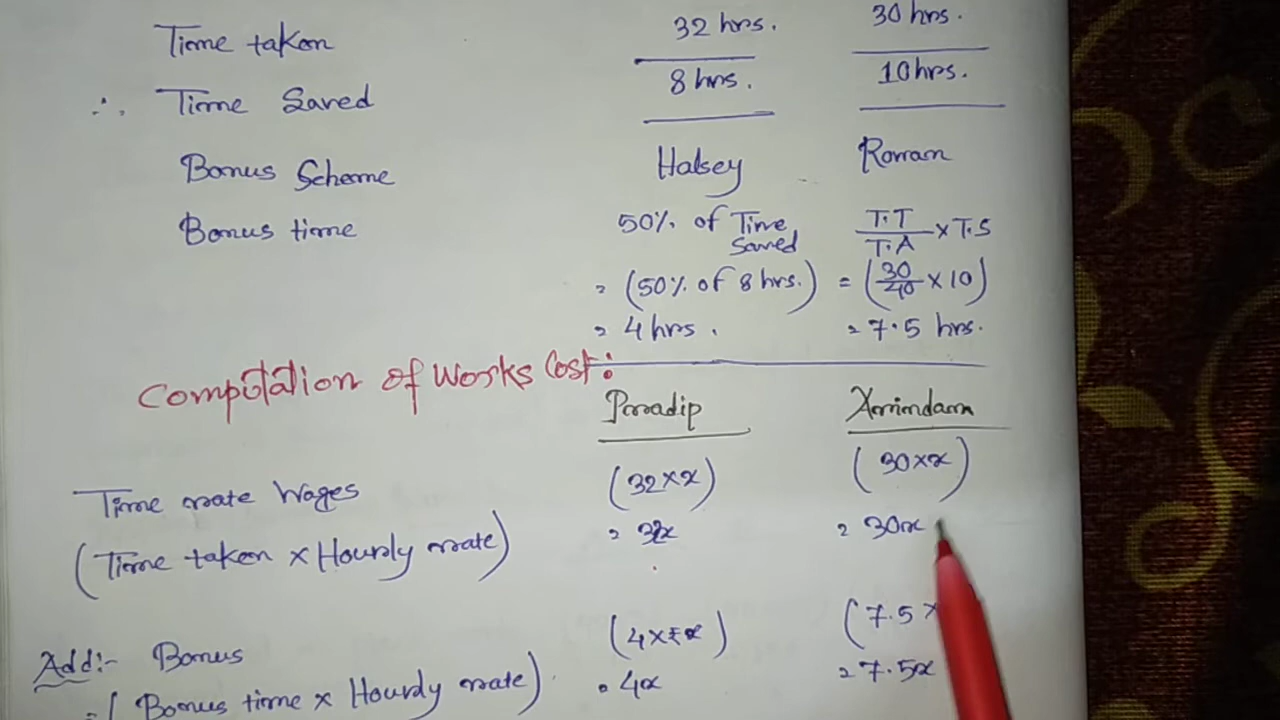 Time taken 32 hrs. 30 hrs.
∴ Time Saved 8 hrs. 10 hrs.
Bonus Scheme Halsey Rowan
Bonus time 50% of Time Saved T.T/T.A × T.S
= (50% of 8 hrs.) = (30/40 × 10)
= 4 hrs. = 7.5 hrs.
Computation of Works Cost:
Paradip Arindam
Time rate Wages (32×x) (30×x)
(Time taken × Hourly rate) = 32x = 30x
Add:- Bonus (4×₹x) (7.5 ×
= ( Bonus time × Hourly rate) = 4x = 7.5x